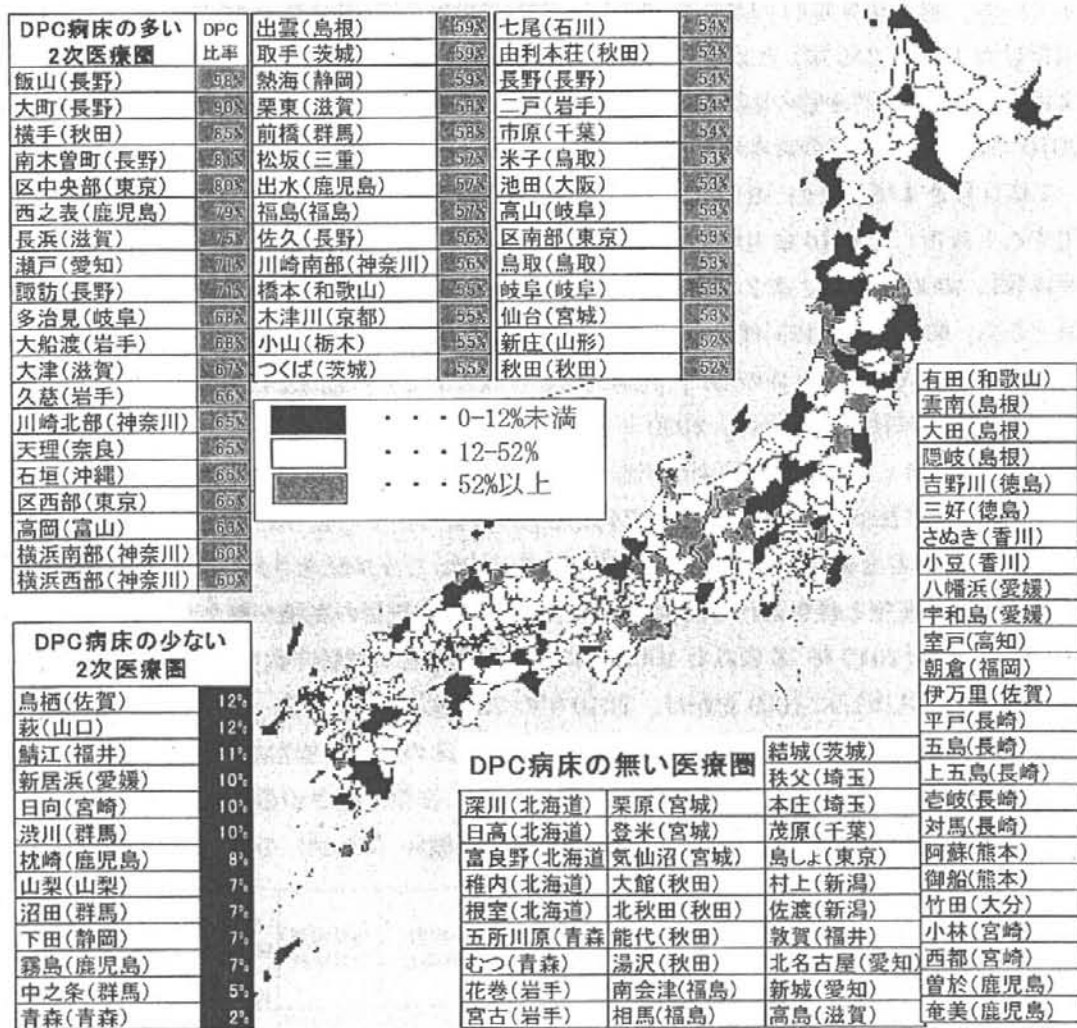 DPC病床の多い
2次医療圏
DPC
比率
飯山(長野) 98%
大町(長野) 90%
横手(秋田) 85%
南木曽町(長野)
区中央部(東京) 80%
西之表(鹿児島) 79%
長浜(滋賀) 75%
瀬戸(愛知)
諏訪(長野) 71%
多治見(岐阜) 68%
大船渡(岩手) 68%
大津(滋賀) 67%
久慈(岩手) 66%
川崎北部(神奈川) 65%
天理(奈良) 65%
石垣(沖縄)
区西部(東京)
高岡(富山)
横浜南部(神奈川) 60%
横浜西部(神奈川) 60%
出雲(島根) 59%
取手(茨城) 59%
熱海(静岡) 59%
栗東(滋賀) 58%
前橋(群馬) 58%
松坂(三重) 57%
出水(鹿児島) 57%
福島(福島) 57%
佐久(長野) 56%
川崎南部(神奈川) 56%
橋本(和歌山) 55%
木津川(京都) 55%
小山(栃木) 55%
つくば(茨城) 55%
七尾(石川) 54%
由利本荘(秋田) 54%
長野(長野) 54%
二戸(岩手) 54%
市原(千葉) 54%
米子(鳥取) 53%
池田(大阪) 53%
高山(岐阜) 53%
区南部(東京) 53%
鳥取(鳥取) 53%
岐阜(岐阜) 53%
仙台(宮城) 53%
新庄(山形) 52%
秋田(秋田) 52%
・・・0-12%未満
・・・12-52%
・・・52%以上
DPC病床の少ない
2次医療圏
鳥栖(佐賀) 12%
萩(山口) 12%
鯖江(福井) 11%
新居浜(愛媛) 10%
日向(宮崎) 10%
渋川(群馬) 10%
枕崎(鹿児島) 8%
山梨(山梨) 7%
沼田(群馬) 7%
下田(静岡) 7%
霧島(鹿児島) 7%
中之条(群馬) 5%
青森(青森) 2%
DPC病床の無い医療圏
深川(北海道)
日高(北海道)
富良野(北海道
稚内(北海道)
根室(北海道)
五所川原(青森
むつ(青森)
花巻(岩手)
宮古(岩手)
栗原(宮城)
登米(宮城)
気仙沼(宮城)
大館(秋田)
北秋田(秋田)
能代(秋田)
湯沢(秋田)
南会津(福島)
相馬(福島)
結城(茨城)
秩父(埼玉)
本庄(埼玉)
茂原(千葉)
島しょ(東京)
村上(新潟)
佐渡(新潟)
敦賀(福井)
北名古屋(愛知)
新城(愛知)
高島(滋賀)
有田(和歌山)
雲南(島根)
大田(島根)
隠岐(島根)
吉野川(徳島)
三好(徳島)
さぬき(香川)
小豆(香川)
八幡浜(愛媛)
宇和島(愛媛)
室戸(高知)
朝倉(福岡)
伊万里(佐賀)
平戸(長崎)
五島(長崎)
上五島(長崎)
壱岐(長崎)
対馬(長崎)
阿蘇(熊本)
御船(熊本)
竹田(大分)
小林(宮崎)
西都(宮崎)
曽於(鹿児島)
奄美(鹿児島)